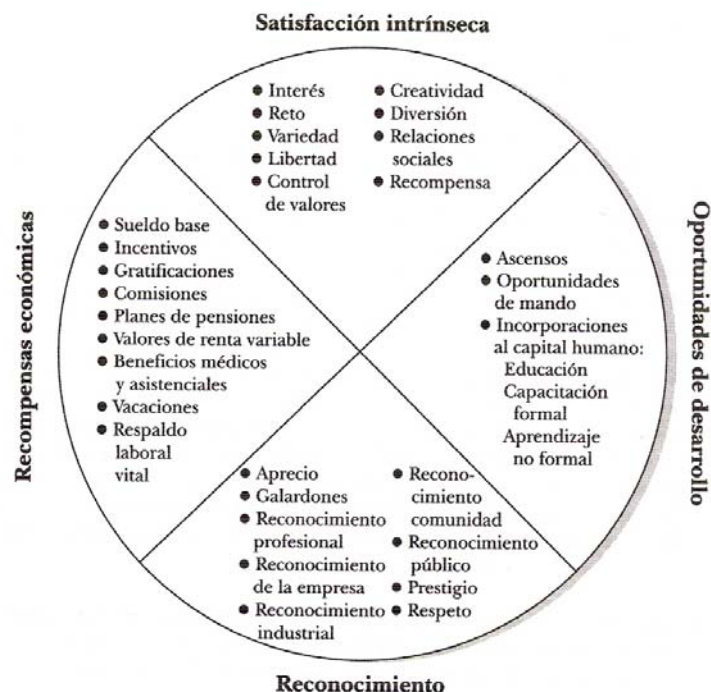 Satisfacción intrínseca
● Interés
● Reto
● Variedad
● Libertad
● Control
de valores
● Creatividad
● Diversión
● Relaciones
sociales
● Recompensa
Recompensas económicas
● Sueldo base
● Incentivos
● Gratificaciones
● Comisiones
● Planes de pensiones
● Valores de renta variable
● Beneficios médicos
y asistenciales
● Vacaciones
● Respaldo
laboral
vital
Oportunidades de desarrollo
● Ascensos
● Oportunidades
de mando
● Incorporaciones
al capital humano:
Educación
Capacitación
formal
Aprendizaje
no formal
● Aprecio
● Galardones
● Reconocimiento
profesional
● Reconocimiento
de la empresa
● Reconocimiento
industrial
● Recono-
cimiento
comunidad
● Reconocimiento
público
● Prestigio
● Respeto
Reconocimiento